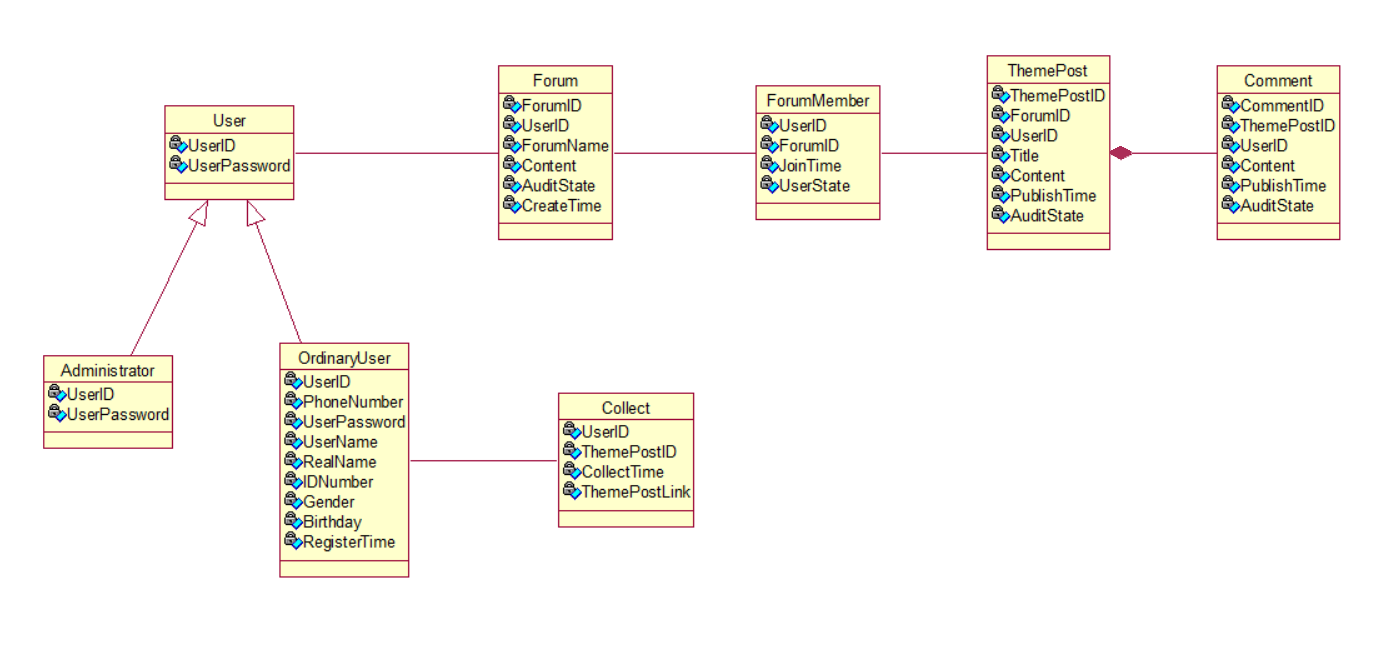 User
UserID
UserPassword
Forum
ForumID
UserID
ForumName
Content
AuditState
CreateTime
ForumMember
UserID
ForumID
JoinTime
UserState
ThemePost
ThemePostID
ForumID
UserID
Title
Content
PublishTime
AuditState
Comment
CommentID
ThemePostID
UserID
Content
PublishTime
AuditState
Administrator
UserID
UserPassword
OrdinaryUser
UserID
PhoneNumber
UserPassword
UserName
RealName
IDNumber
Gender
Birthday
RegisterTime
Collect
UserID
ThemePostID
CollectTime
ThemePostLink